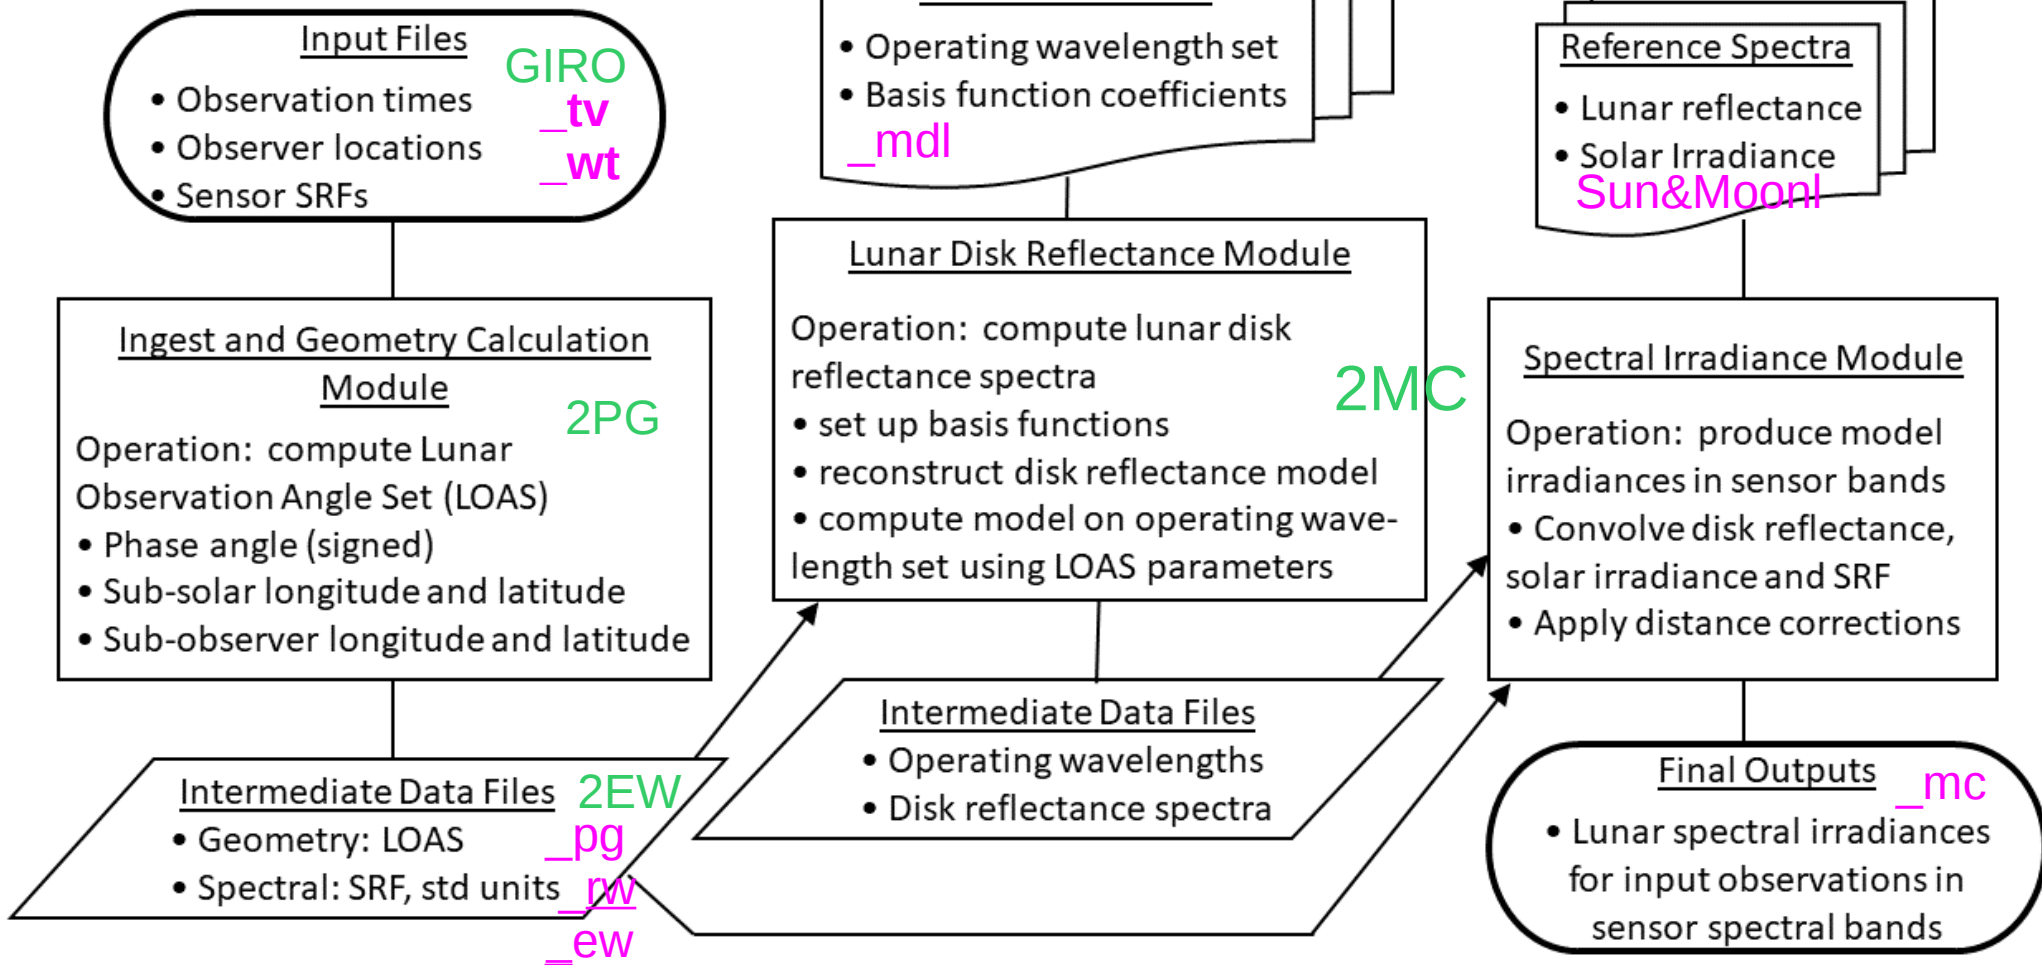 Input Files
GIRO
• Observation times
_tv
• Observer locations
_wt
• Sensor SRFs
Ingest and Geometry Calculation
Module
2PG
Operation: compute Lunar
Observation Angle Set (LOAS)
• Phase angle (signed)
• Sub-solar longitude and latitude
• Sub-observer longitude and latitude
Intermediate Data Files
2EW
_pg
• Geometry: LOAS
• Spectral: SRF, std units
_rw
_ew
• Operating wavelength set
• Basis function coefficients
_mdl
Lunar Disk Reflectance Module
Operation: compute lunar disk
reflectance spectra
2MC
• set up basis functions
• reconstruct disk reflectance model
• compute model on operating wave-
length set using LOAS parameters
Intermediate Data Files
• Operating wavelengths
• Disk reflectance spectra
Reference Spectra
• Lunar reflectance
• Solar Irradiance
Sun&Moonl
Spectral Irradiance Module
Operation: produce model
irradiances in sensor bands
• Convolve disk reflectance,
solar irradiance and SRF
• Apply distance corrections
Final Outputs
_mc
• Lunar spectral irradiances
for input observations in
sensor spectral bands